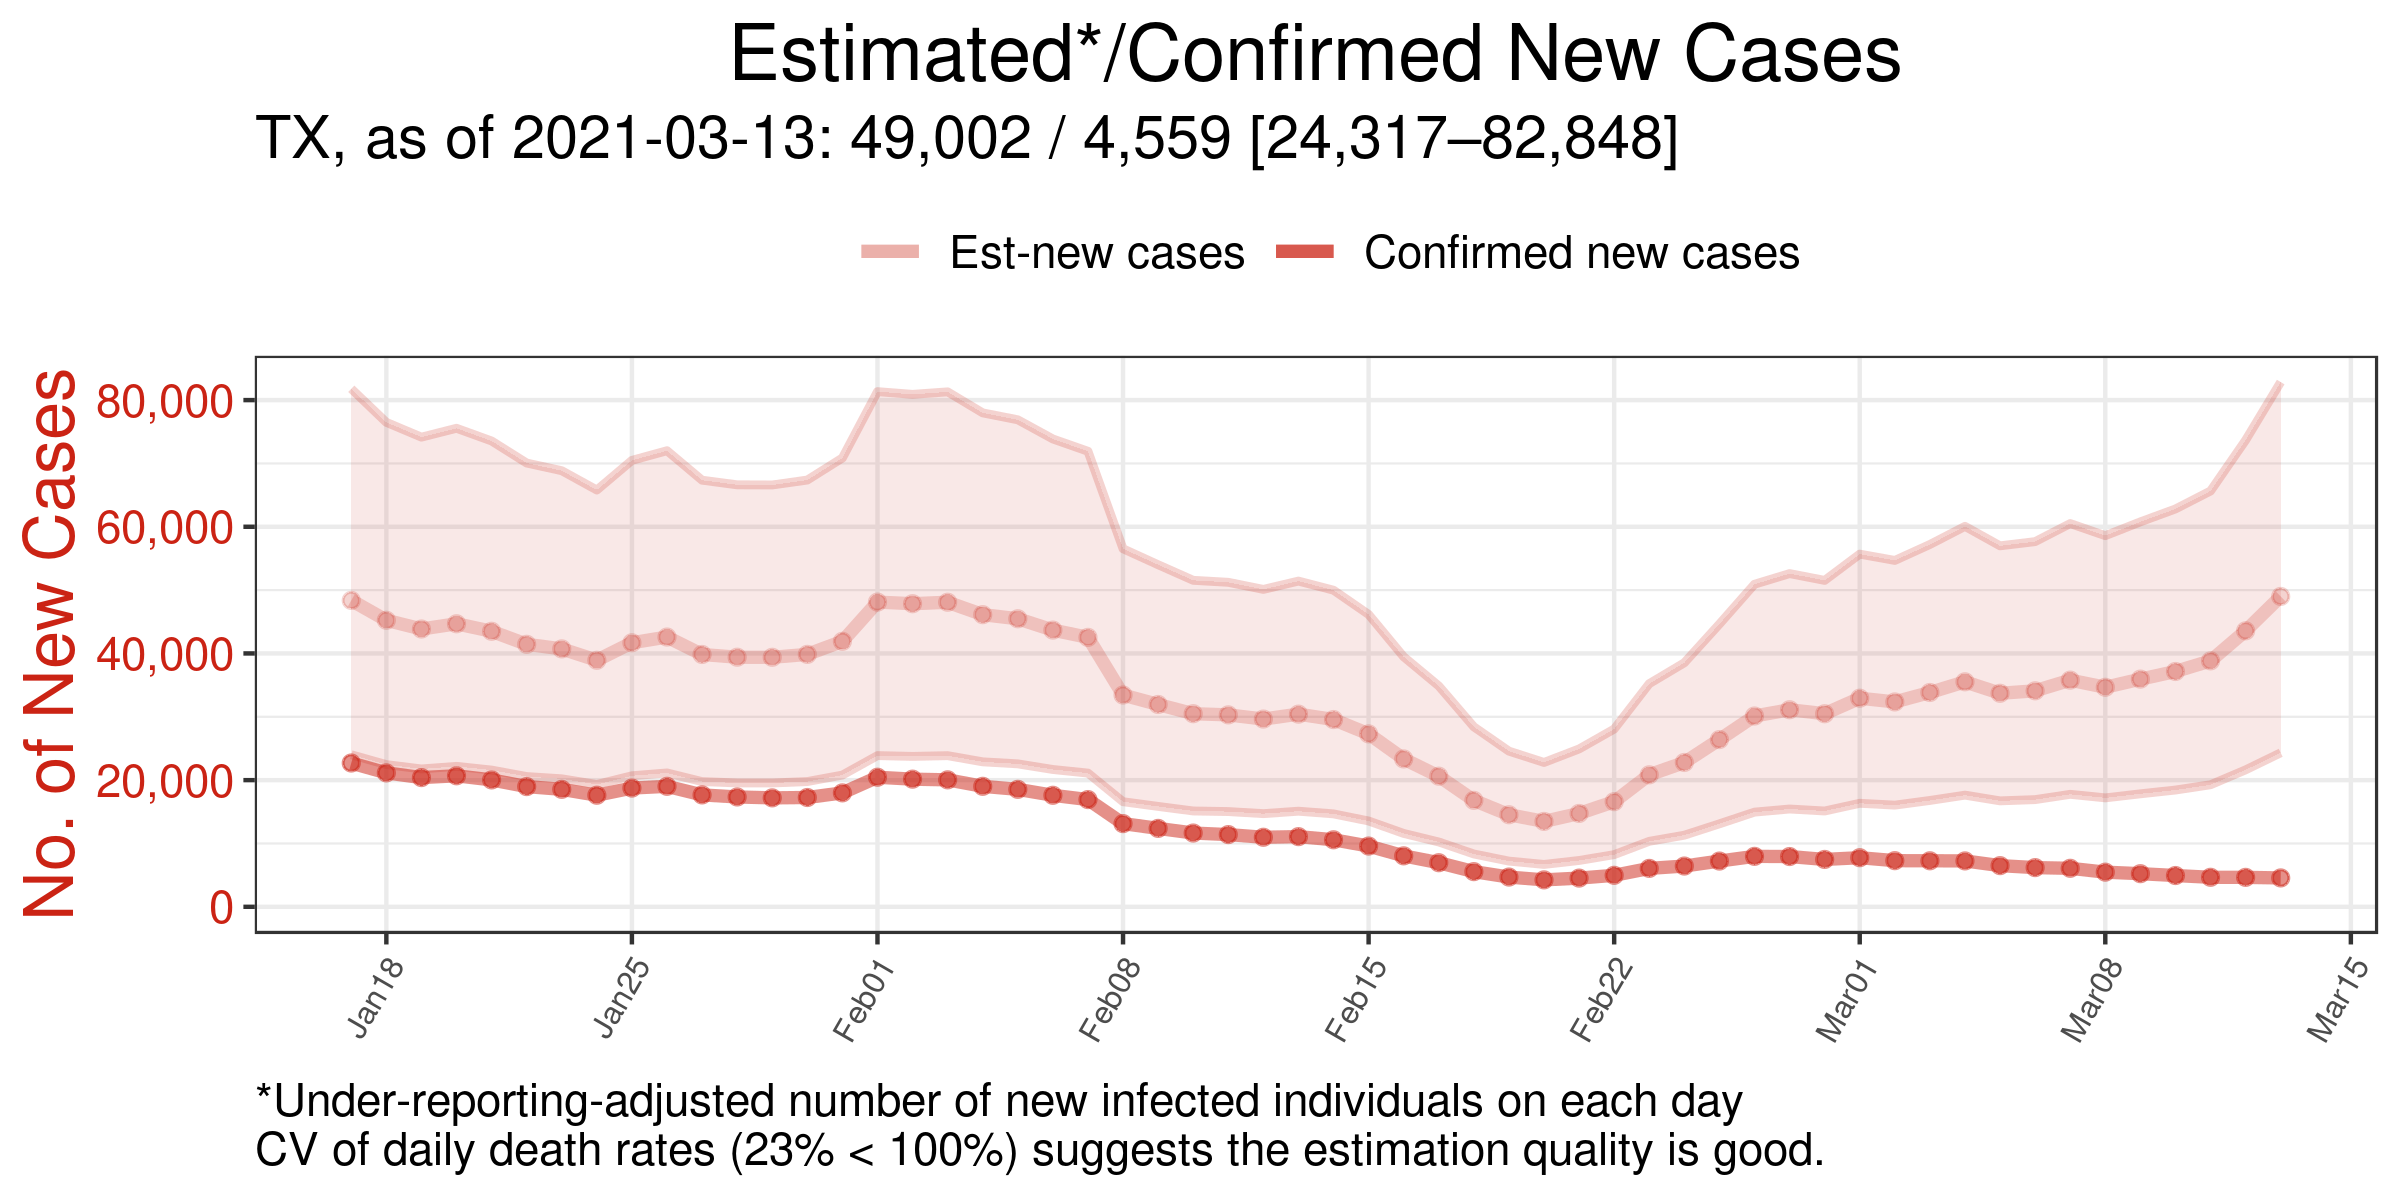 Estimated*/Confirmed New Cases
TX, as of 2021-03-13: 49,002 / 4,559 [24,317–82,848]
Est-new cases
Confirmed new cases
No. of New Cases
80,000
60,000
40,000
20,000
0
Jan18
Jan25
Feb01
Feb08
Feb15
Feb22
Mar01
Mar08
Mar15
*Under-reporting-adjusted number of new infected individuals on each day
CV of daily death rates (23% < 100%) suggests the estimation quality is good.